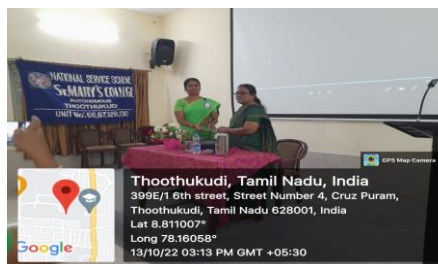 NATIONAL SERVICE SCHEME
ST.MARY'S COLLEGE
AUTONOMOUS
THOOTHUKUDI
GPS Map Camera
Thoothukudi, Tamil Nadu, India
399E/1 6th street, Street Number 4, Cruz Puram,
Thoothukudi, Tamil Nadu 628001, India
Lat 8.811007°
Long 78.16058°
13/10/22 03:13 PM GMT +05:30
Google